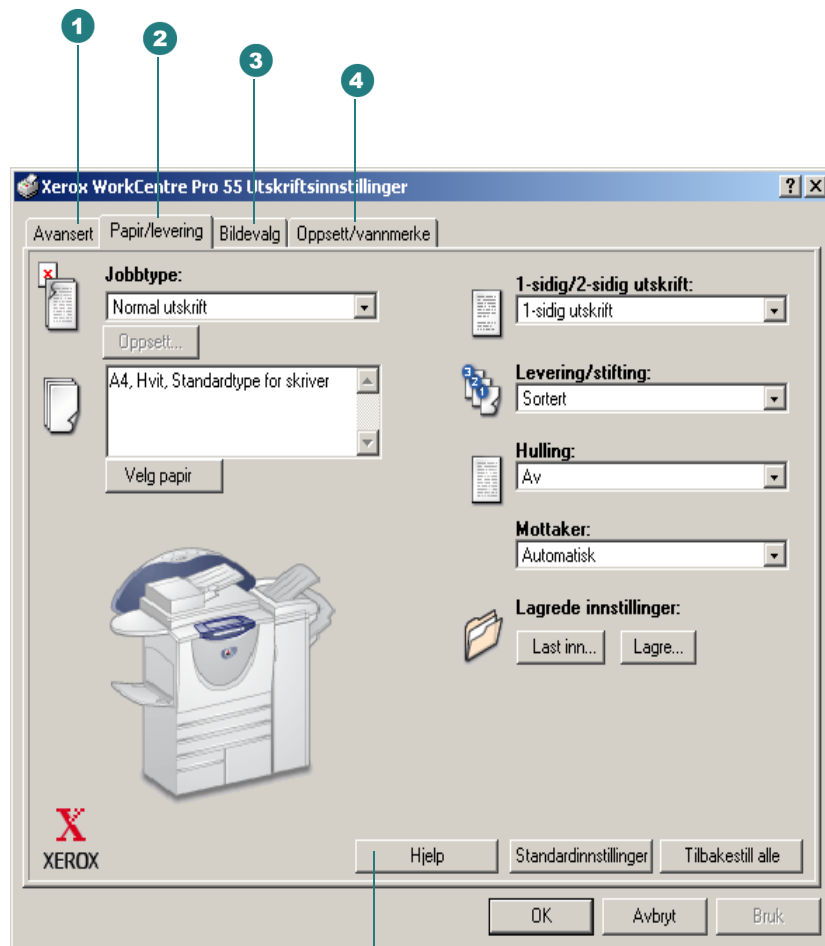 1
2
3
4
Xerox WorkCentre Pro 55 Utskriftsinnstillinger
Avansert
Papir/levering
Bildevalg
Oppsett/vannmerke
Jobbtype:
Normal utskrift
Oppsett...
A4, Hvit, Standardtype for skriver
Velg papir
1-sidig/2-sidig utskrift:
1-sidig utskrift
Levering/stifting:
Sortert
Hulling:
Av
Mottaker:
Automatisk
Lagrede innstillinger:
Last inn...
Lagre...
X
XEROX
Hjelp
Standardinnstillinger
Tilbakestill alle
OK
Avbryt
Bruk